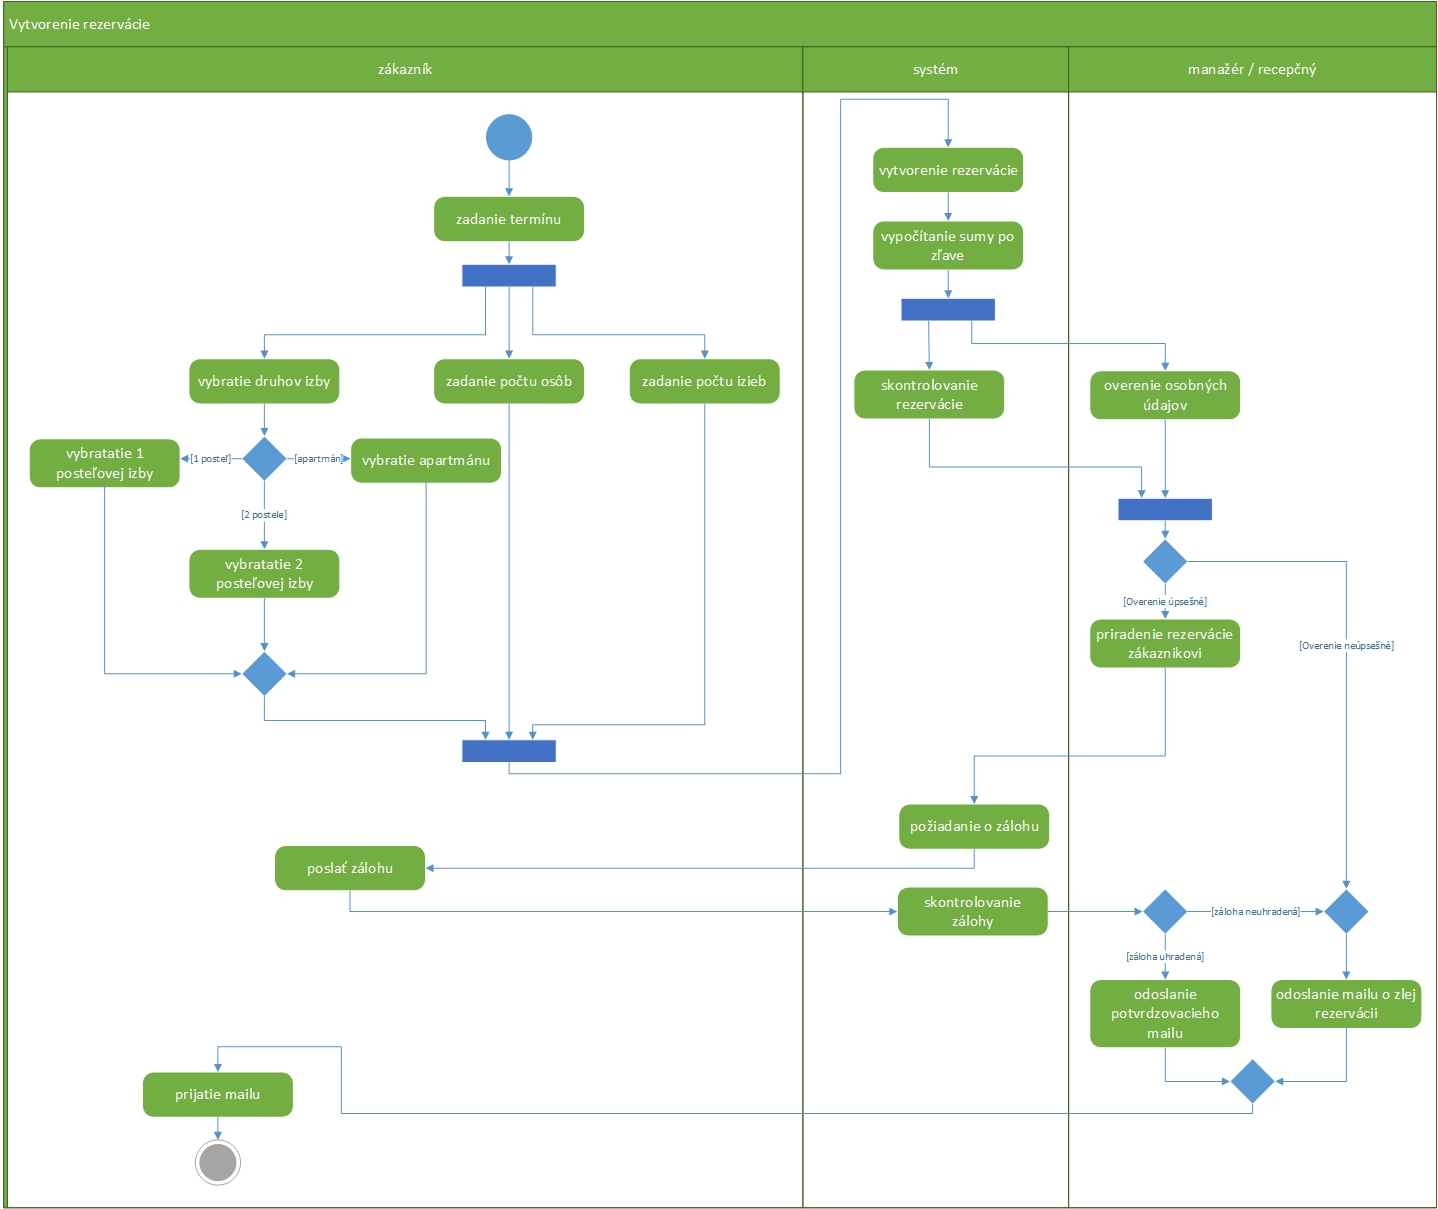 Vytvorenie rezervácie
zákazník
systém
manažér / recepčný
zadanie termínu
vybratie druhov izby
zadanie počtu osôb
zadanie počtu izieb
vybratatie 1
posteľovej izby
[1 posteľ]
[apartmán]
vybratie apartmánu
[2 postele]
vybratatie 2
posteľovej izby
vytvorenie rezervácie
vypočítanie sumy po
zľave
skontrolovanie
rezervácie
overenie osobných
údajov
[Overenie úpsešné]
priradenie rezervácie
zákaznikovi
[Overenie neúpsešné]
požiadanie o zálohu
poslať zálohu
skontrolovanie
zálohy
[záloha neuhradená]
[záloha uhradená]
odoslanie
potvrdzovacieho
mailu
odoslanie mailu o zlej
rezervácii
prijatie mailu